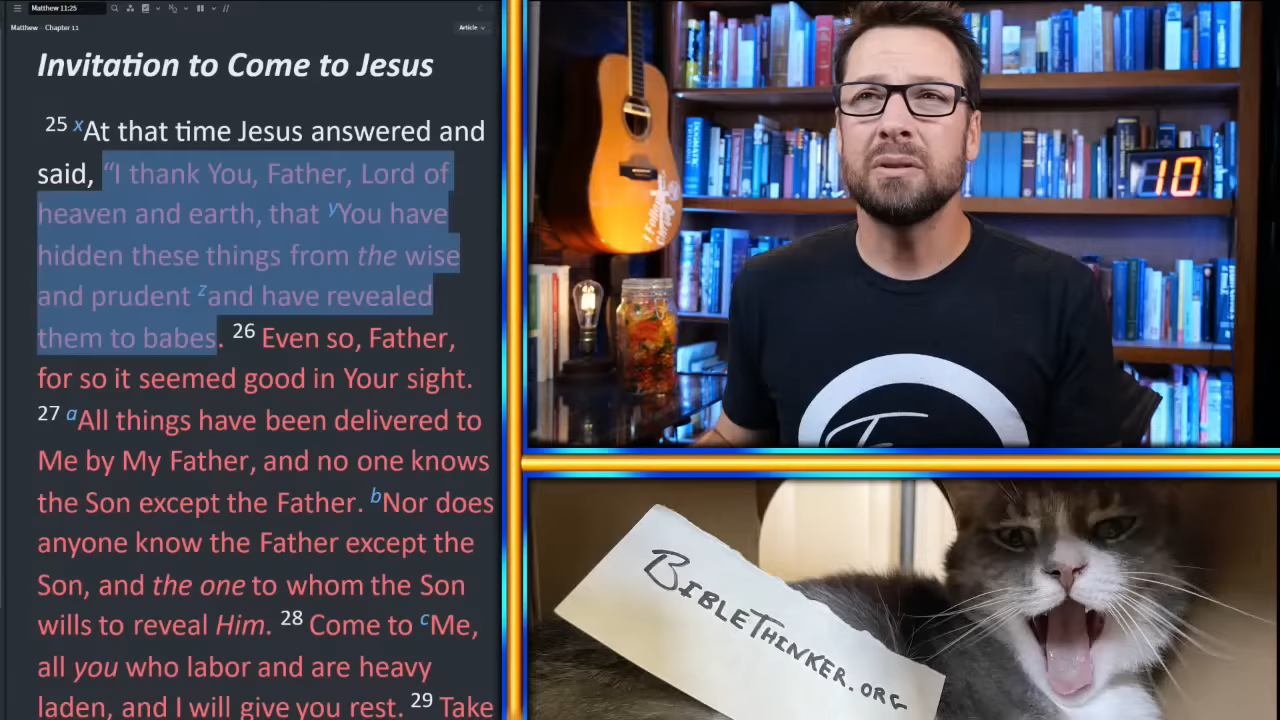 Matthew 11:25
Matthew Chapter 11
Article
Invitation to Come to Jesus
25 xAt that time Jesus answered and
said, “I thank You, Father, Lord of
heaven and earth, that yYou have
hidden these things from the wise
and prudent zand have revealed
them to babes. 26 Even so, Father,
for so it seemed good in Your sight.
27 aAll things have been delivered to
Me by My Father, and no one knows
the Son except the Father. bNor does
anyone know the Father except the
Son, and the one to whom the Son
wills to reveal Him. 28 Come to cMe,
all you who labor and are heavy
laden, and I will give you rest. 29 Take
10
BIBLETHINKER.ORG